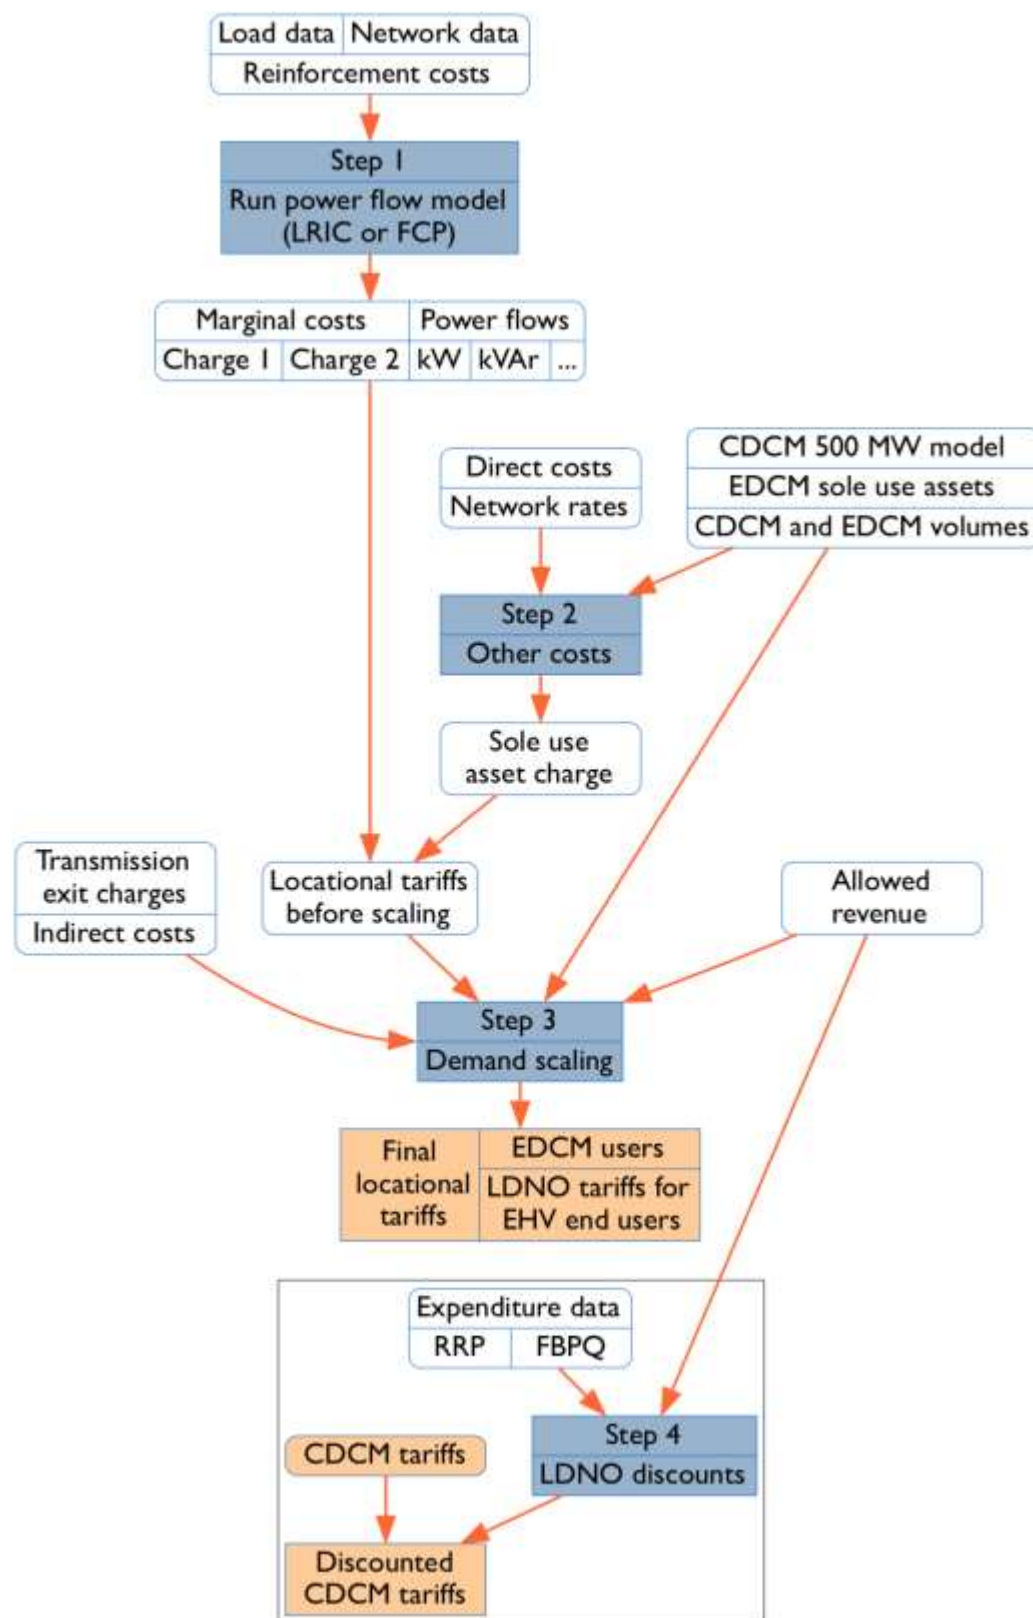 Load data Network data
Reinforcement costs
Step 1
Run power flow model
(LRIC or FCP)
Marginal costs Power flows
Charge 1 Charge 2 kW kVAr ...
Direct costs
Network rates
CDCM 500 MW model
EDCM sole use assets
CDCM and EDCM volumes
Step 2
Other costs
Sole use
asset charge
Transmission
exit charges
Indirect costs
Locational tariffs
before scaling
Allowed
revenue
Step 3
Demand scaling
Final
locational
tariffs
EDCM users
LDNO tariffs for
EHV end users
Expenditure data
RRP FBPQ
Step 4
LDNO discounts
CDCM tariffs
Discounted
CDCM tariffs